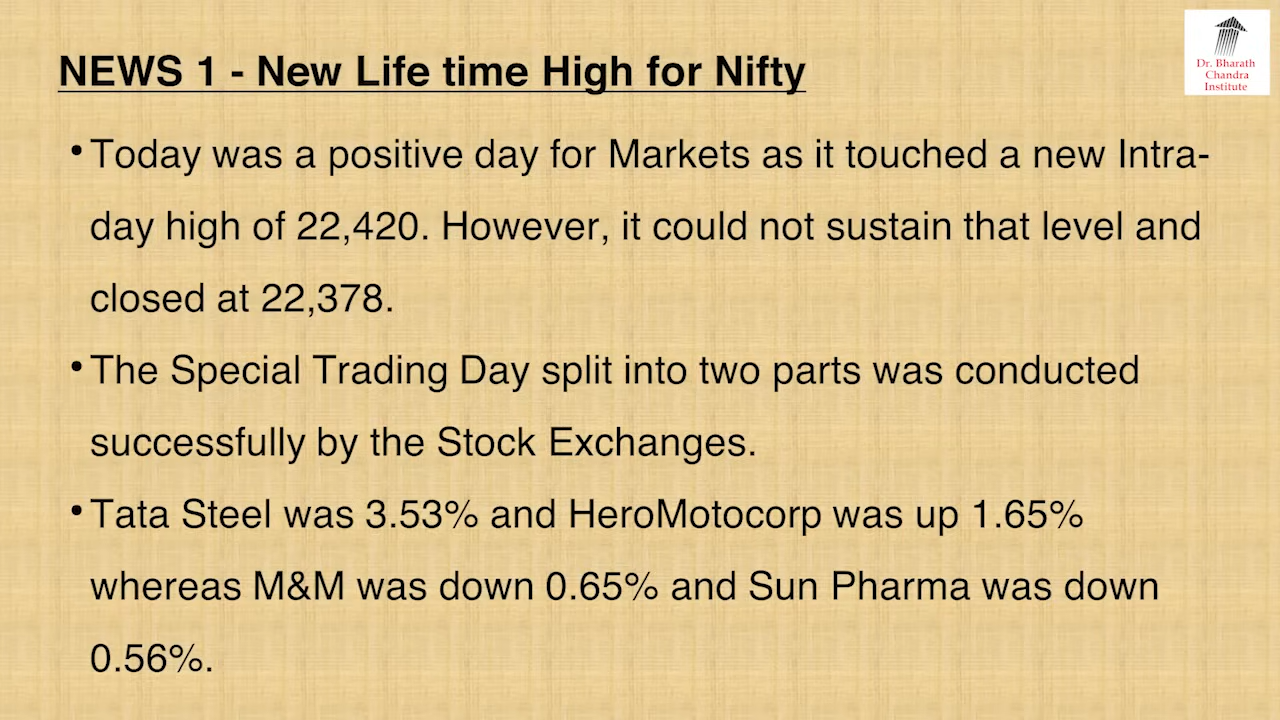 NEWS 1 - New Life time High for Nifty
Dr. Bharath
Chandra
Institute
• Today was a positive day for Markets as it touched a new Intra-
day high of 22,420. However, it could not sustain that level and
closed at 22,378.
• The Special Trading Day split into two parts was conducted
successfully by the Stock Exchanges.
• Tata Steel was 3.53% and HeroMotocorp was up 1.65%
whereas M&M was down 0.65% and Sun Pharma was down
0.56%.